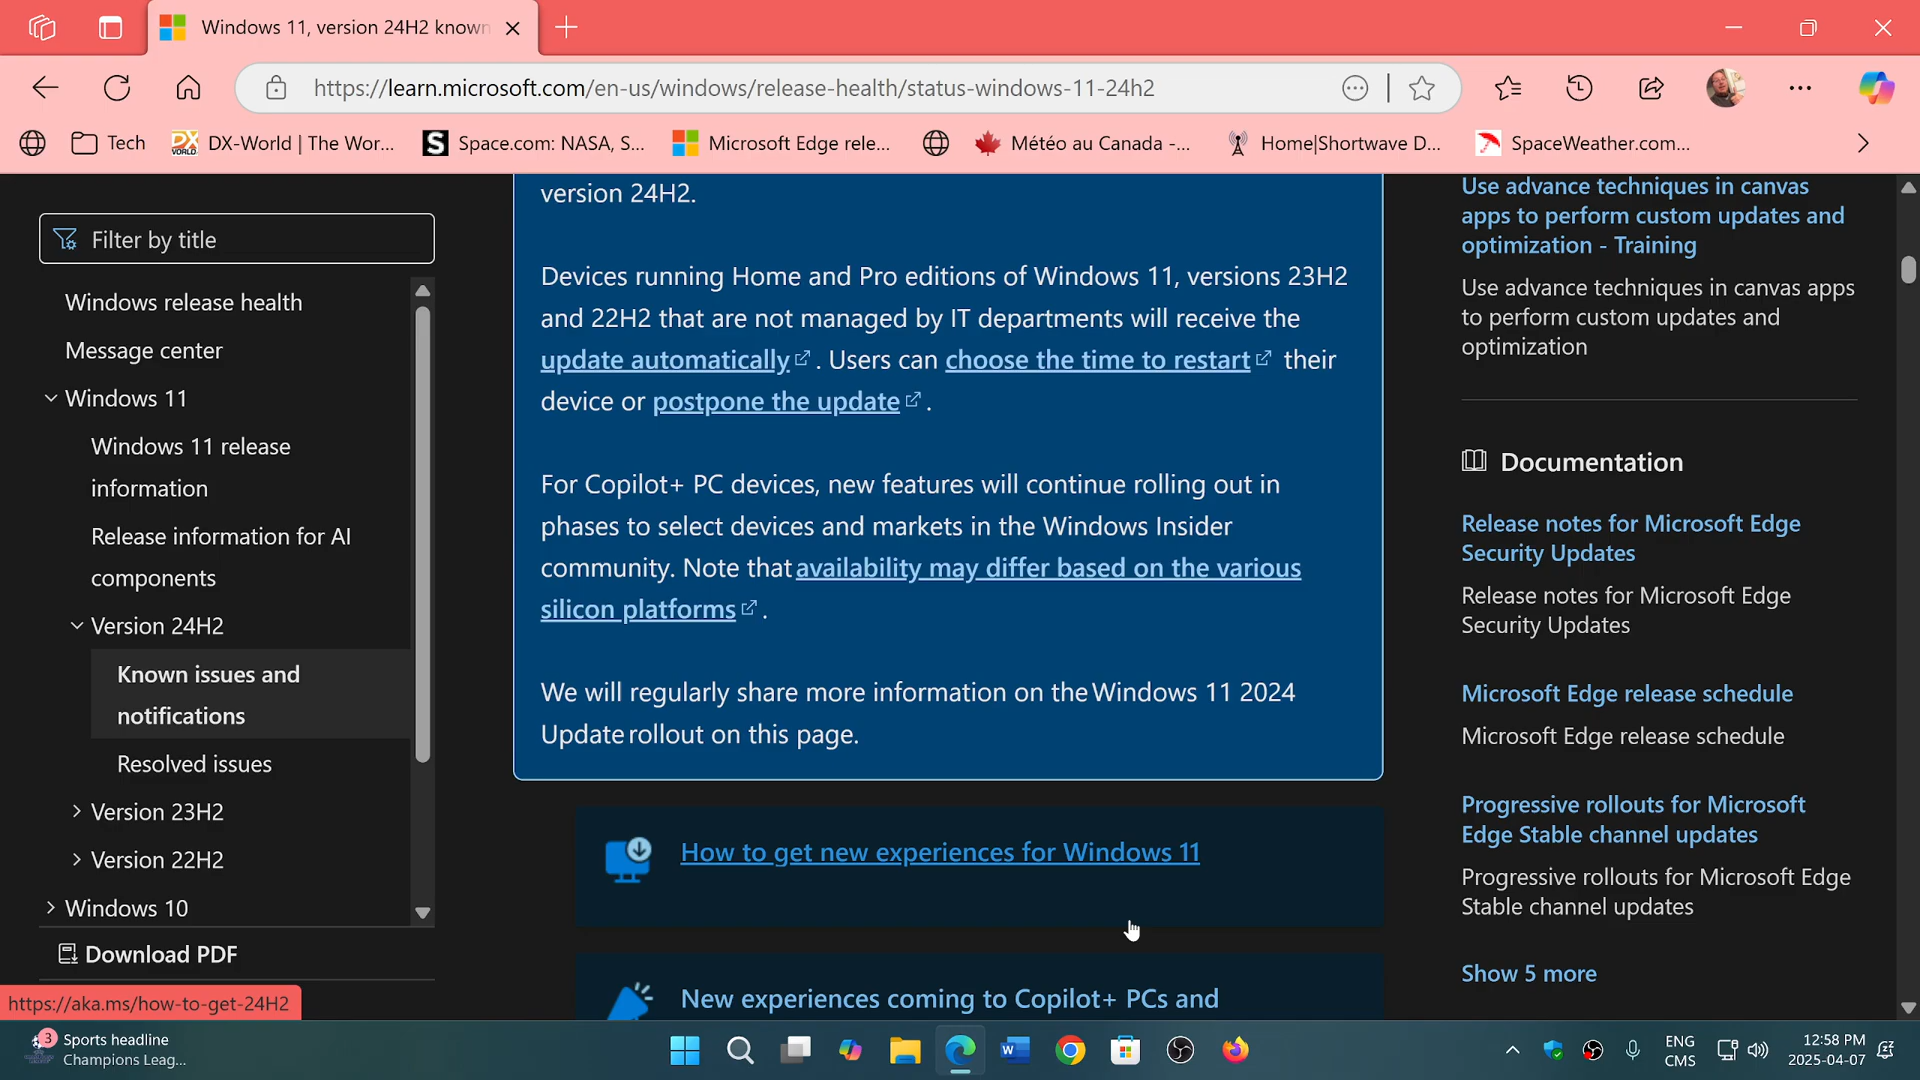 Windows 11, version 24H2 known
https://learn.microsoft.com/en-us/windows/release-health/status-windows-11-24h2
Tech
DX-World | The Wor...
Space.com: NASA, S...
Microsoft Edge rele...
Météo au Canada -...
Home|Shortwave D...
SpaceWeather.com...
Filter by title
Windows release health
Message center
Windows 11
Windows 11 release
information
Release information for AI
components
Version 24H2
Known issues and
notifications
Resolved issues
Version 23H2
Version 22H2
Windows 10
Download PDF
https://aka.ms/how-to-get-24H2
version 24H2.
Devices running Home and Pro editions of Windows 11, versions 23H2
and 22H2 that are not managed by IT departments will receive the
update automatically . Users can choose the time to restart their
device or postpone the update .
For Copilot+ PC devices, new features will continue rolling out in
phases to select devices and markets in the Windows Insider
community. Note that availability may differ based on the various
silicon platforms .
We will regularly share more information on the Windows 11 2024
Update rollout on this page.
How to get new experiences for Windows 11
New experiences coming to Copilot+ PCs and
Use advance techniques in canvas
apps to perform custom updates and
optimization - Training
Use advance techniques in canvas apps
to perform custom updates and
optimization
Documentation
Release notes for Microsoft Edge
Security Updates
Release notes for Microsoft Edge
Security Updates
Microsoft Edge release schedule
Microsoft Edge release schedule
Progressive rollouts for Microsoft
Edge Stable channel updates
Progressive rollouts for Microsoft Edge
Stable channel updates
Show 5 more
3
Sports headline
Champions Leag...
ENG
CMS
12:58 PM
2025-04-07